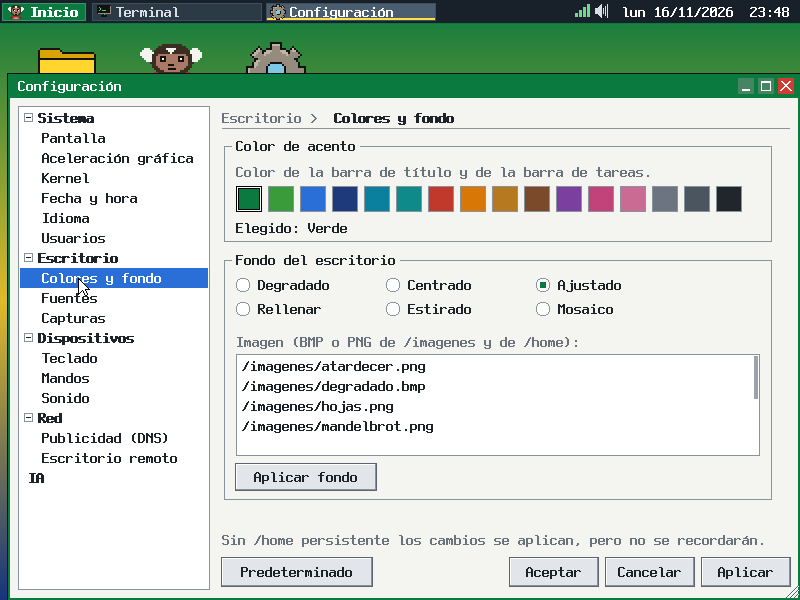 Inicio
Terminal
Configuración
lun 16/11/2026 23:48
Configuración
Sistema
Pantalla
Aceleración gráfica
Kernel
Fecha y hora
Idioma
Usuarios
Escritorio
Colores y fondo
Fuentes
Capturas
Dispositivos
Teclado
Mandos
Sonido
Red
Publicidad (DNS)
Escritorio remoto
IA
Escritorio > Colores y fondo
Color de acento
Color de la barra de título y de la barra de tareas.
Elegido: Verde
Fondo del escritorio
Degradado Centrado Ajustado
Rellenar Estirado Mosaico
Imagen (BMP o PNG de /imagenes y de /home):
/imagenes/atardecer.png
/imagenes/degradado.bmp
/imagenes/hojas.png
/imagenes/mandelbrot.png
Aplicar fondo
Sin /home persistente los cambios se aplican, pero no se recordarán.
Predeterminado Aceptar Cancelar Aplicar